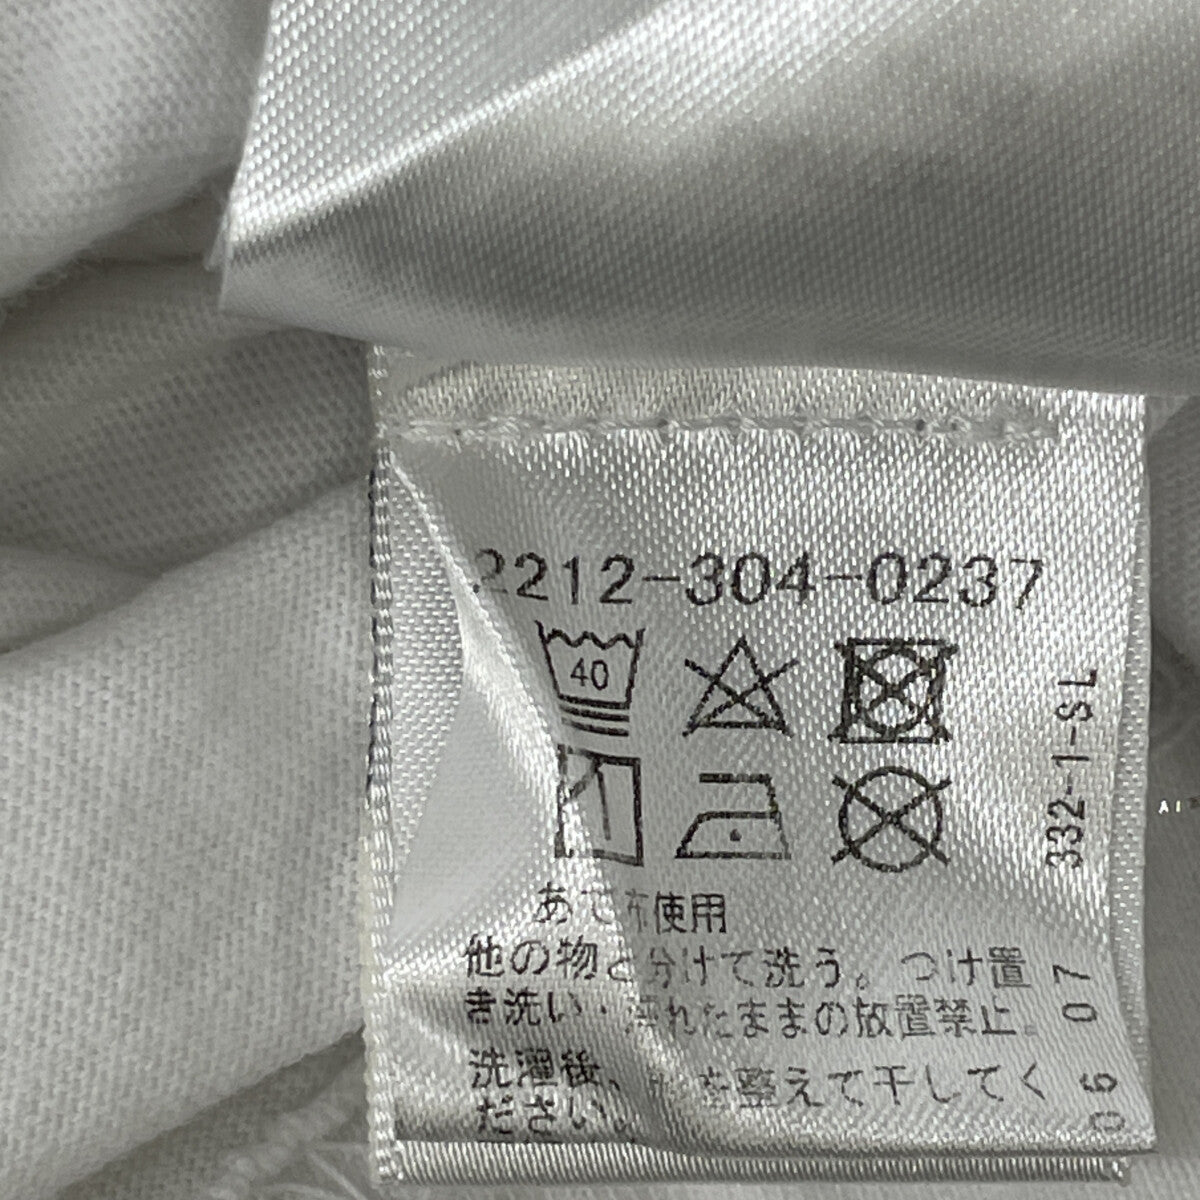 2212-304-0237
40
あて布使用
他の物と分けて洗う。つけ置
き洗い・濡れたままの放置禁止。
洗濯後、形を整えて干してく
ださい。
332-1-SL
06 07